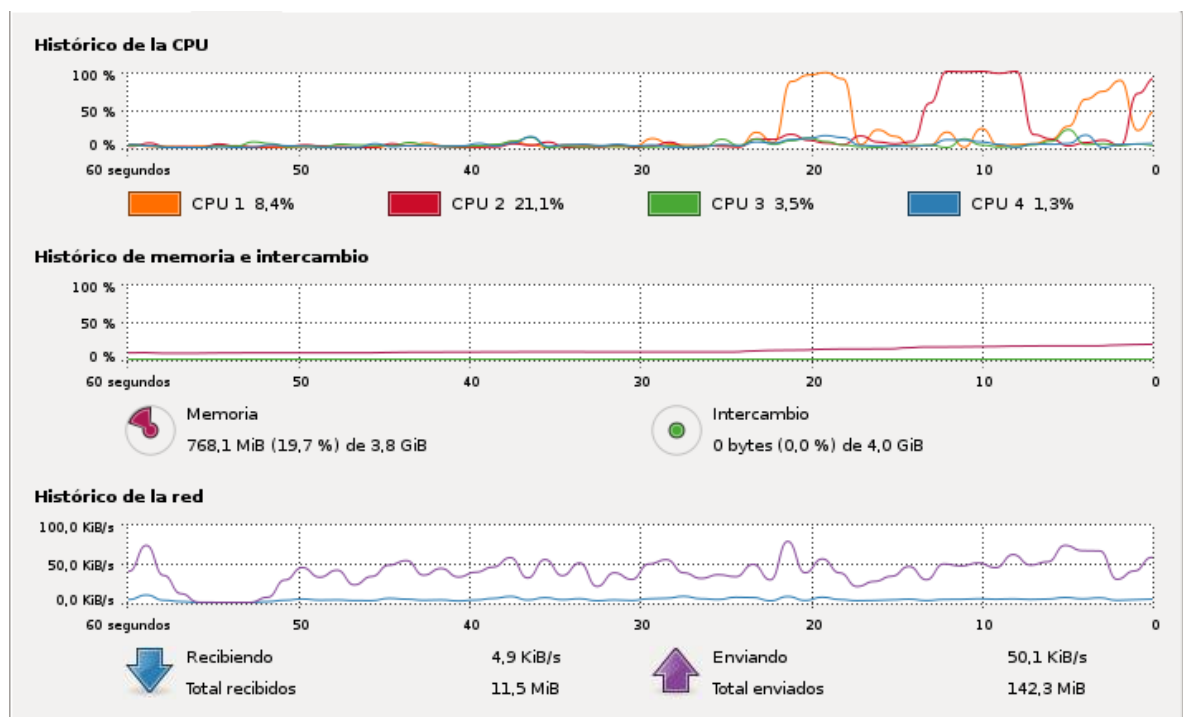 Histórico de la CPU
100 %
50 %
0 %
60 segundos 50 40 30 20 10 0
CPU 1 8,4% CPU 2 21,1% CPU 3 3,5% CPU 4 1,3%
Histórico de memoria e intercambio
100 %
50 %
0 %
60 segundos 50 40 30 20 10 0
Memoria Intercambio
768,1 MiB (19,7 %) de 3,8 GiB 0 bytes (0,0 %) de 4,0 GiB
Histórico de la red
100,0 KiB/s
50,0 KiB/s
0,0 KiB/s
60 segundos 50 40 30 20 10 0
Recibiendo 4,9 KiB/s Enviando 50,1 KiB/s
Total recibidos 11,5 MiB Total enviados 142,3 MiB